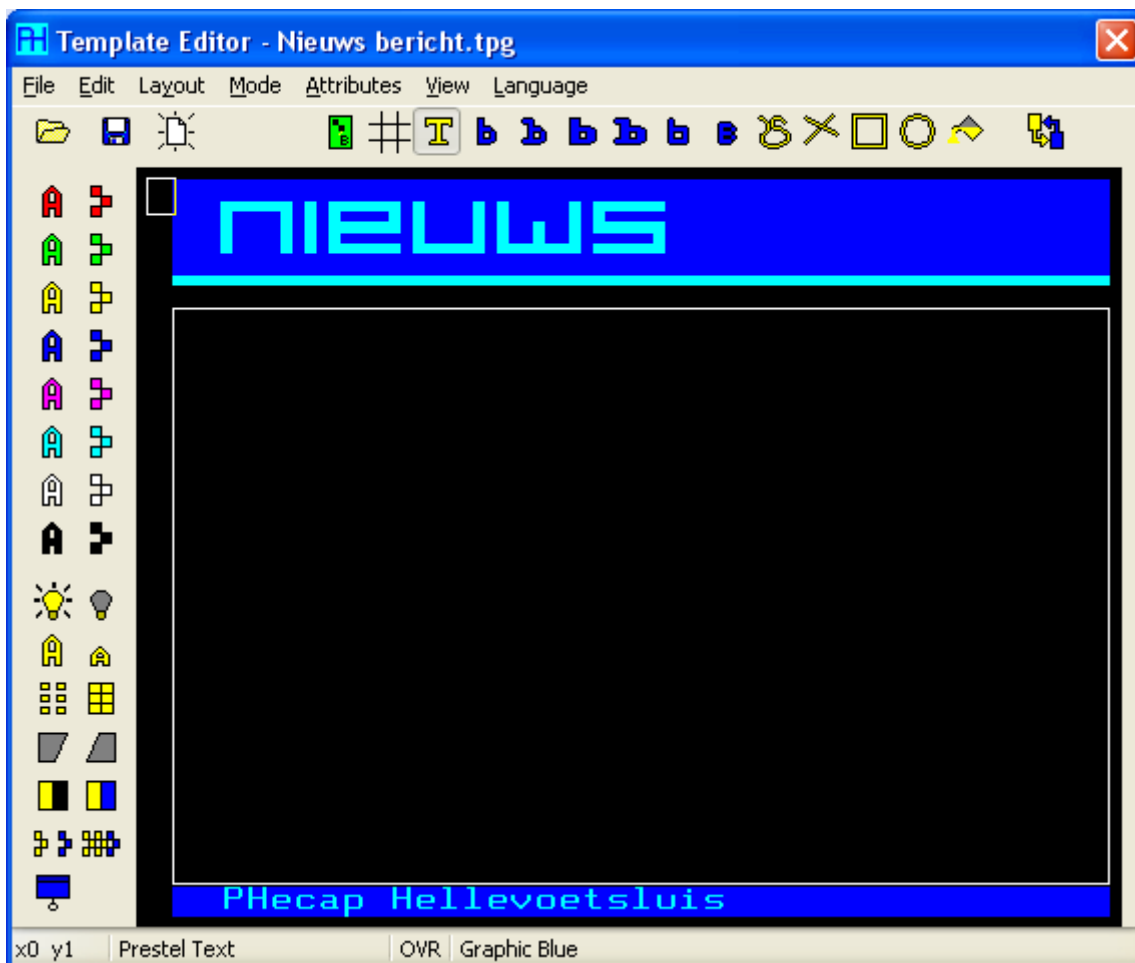 PH Template Editor - Nieuws bericht.tpg
File Edit Layout Mode Attributes View Language
B T b b b b b B
A
A
A
A
A
A
A
A
A A
NIEUWS
PHecap Hellevoetsluis
x0 y1 Prestel Text OVR Graphic Blue